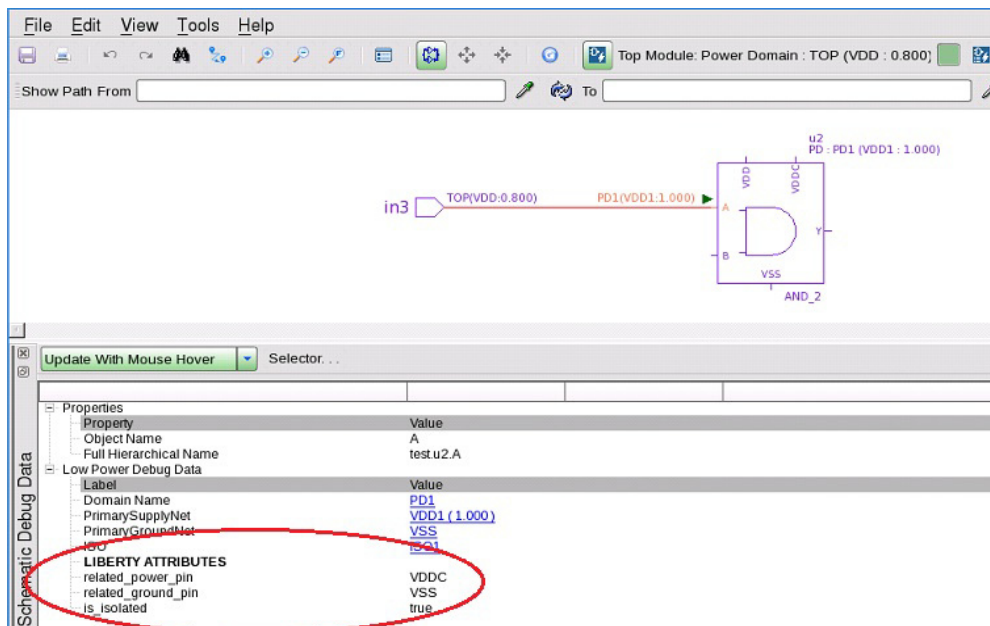 File Edit View Tools Help
Top Module: Power Domain : TOP (VDD : 0.800)
Show Path From To
u2
PD : PD1 (VDD1 : 1.000)
VDD VDDC
in3 TOP(VDD:0.800) PD1(VDD1:1.000) A
Y
B
VSS
AND_2
Update With Mouse Hover Selector. . .
Schematic Debug Data
Properties
Property Value
Object Name A
Full Hierarchical Name test.u2.A
Low Power Debug Data
Label Value
Domain Name PD1
PrimarySupplyNet VDD1 (1.000)
PrimaryGroundNet VSS
ISO ISO1
LIBERTY ATTRIBUTES
related_power_pin VDDC
related_ground_pin VSS
is_isolated true